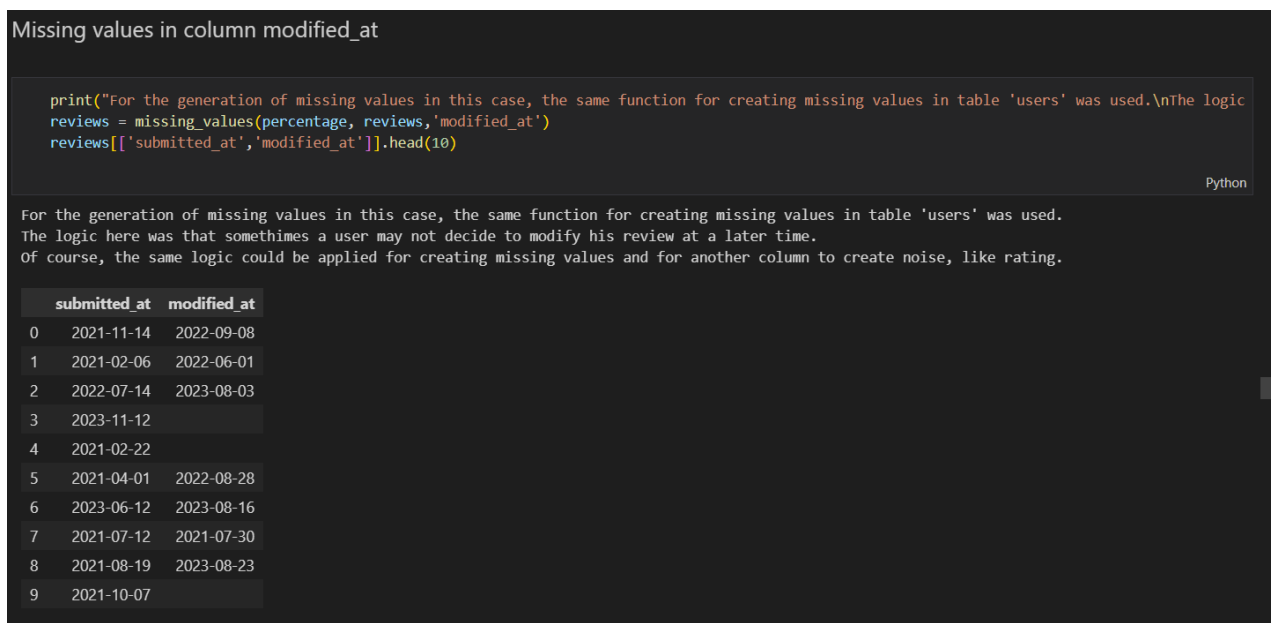 Missing values in column modified_at
print("For the generation of missing values in this case, the same function for creating missing values in table 'users' was used.\nThe logic
reviews = missing_values(percentage, reviews,'modified_at')
reviews[['submitted_at','modified_at']].head(10)
Python
For the generation of missing values in this case, the same function for creating missing values in table 'users' was used.
The logic here was that somethimes a user may not decide to modify his review at a later time.
Of course, the same logic could be applied for creating missing values and for another column to create noise, like rating.
submitted_at modified_at
0 2021-11-14 2022-09-08
1 2021-02-06 2022-06-01
2 2022-07-14 2023-08-03
3 2023-11-12
4 2021-02-22
5 2021-04-01 2022-08-28
6 2023-06-12 2023-08-16
7 2021-07-12 2021-07-30
8 2021-08-19 2023-08-23
9 2021-10-07